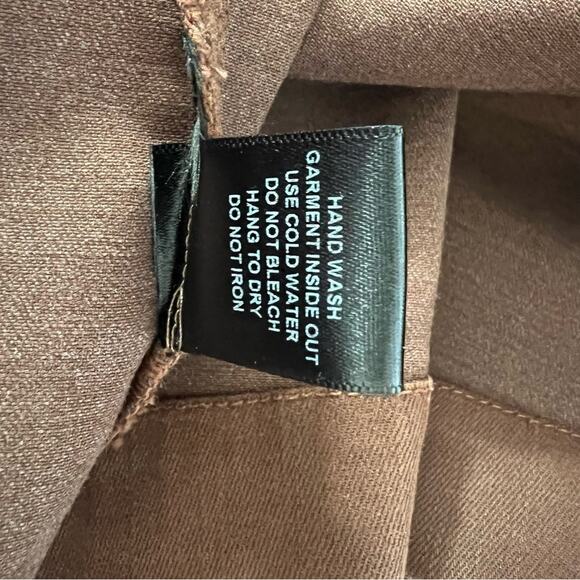 HAND WASH
GARMENT INSIDE OUT
USE COLD WATER
DO NOT BLEACH
HANG TO DRY
DO NOT IRON